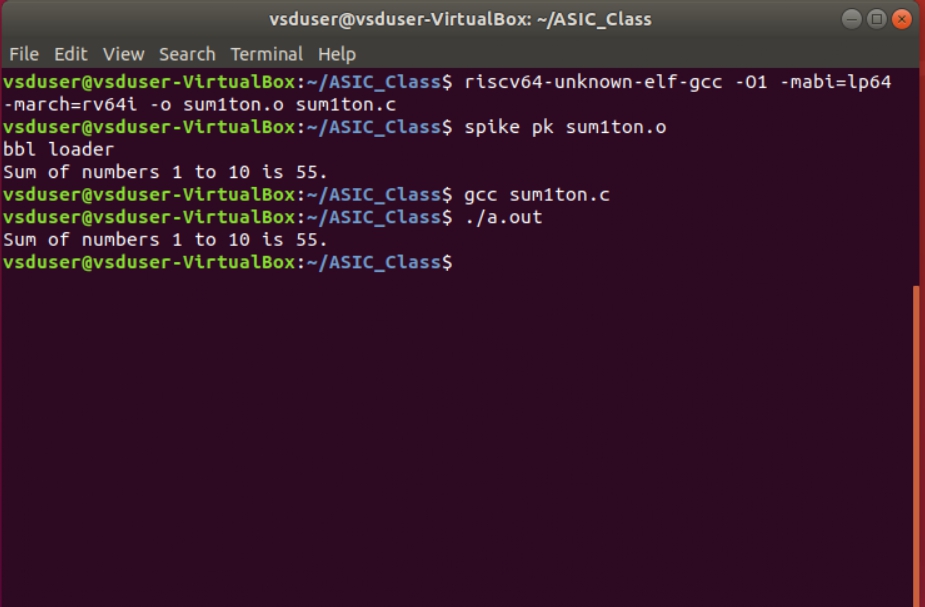 vsduser@vsduser-VirtualBox: ~/ASIC_Class
File Edit View Search Terminal Help
vsduser@vsduser-VirtualBox:~/ASIC_Class$ riscv64-unknown-elf-gcc -O1 -mabi=lp64
-march=rv64i -o sum1ton.o sum1ton.c
vsduser@vsduser-VirtualBox:~/ASIC_Class$ spike pk sum1ton.o
bbl loader
Sum of numbers 1 to 10 is 55.
vsduser@vsduser-VirtualBox:~/ASIC_Class$ gcc sum1ton.c
vsduser@vsduser-VirtualBox:~/ASIC_Class$ ./a.out
Sum of numbers 1 to 10 is 55.
vsduser@vsduser-VirtualBox:~/ASIC_Class$